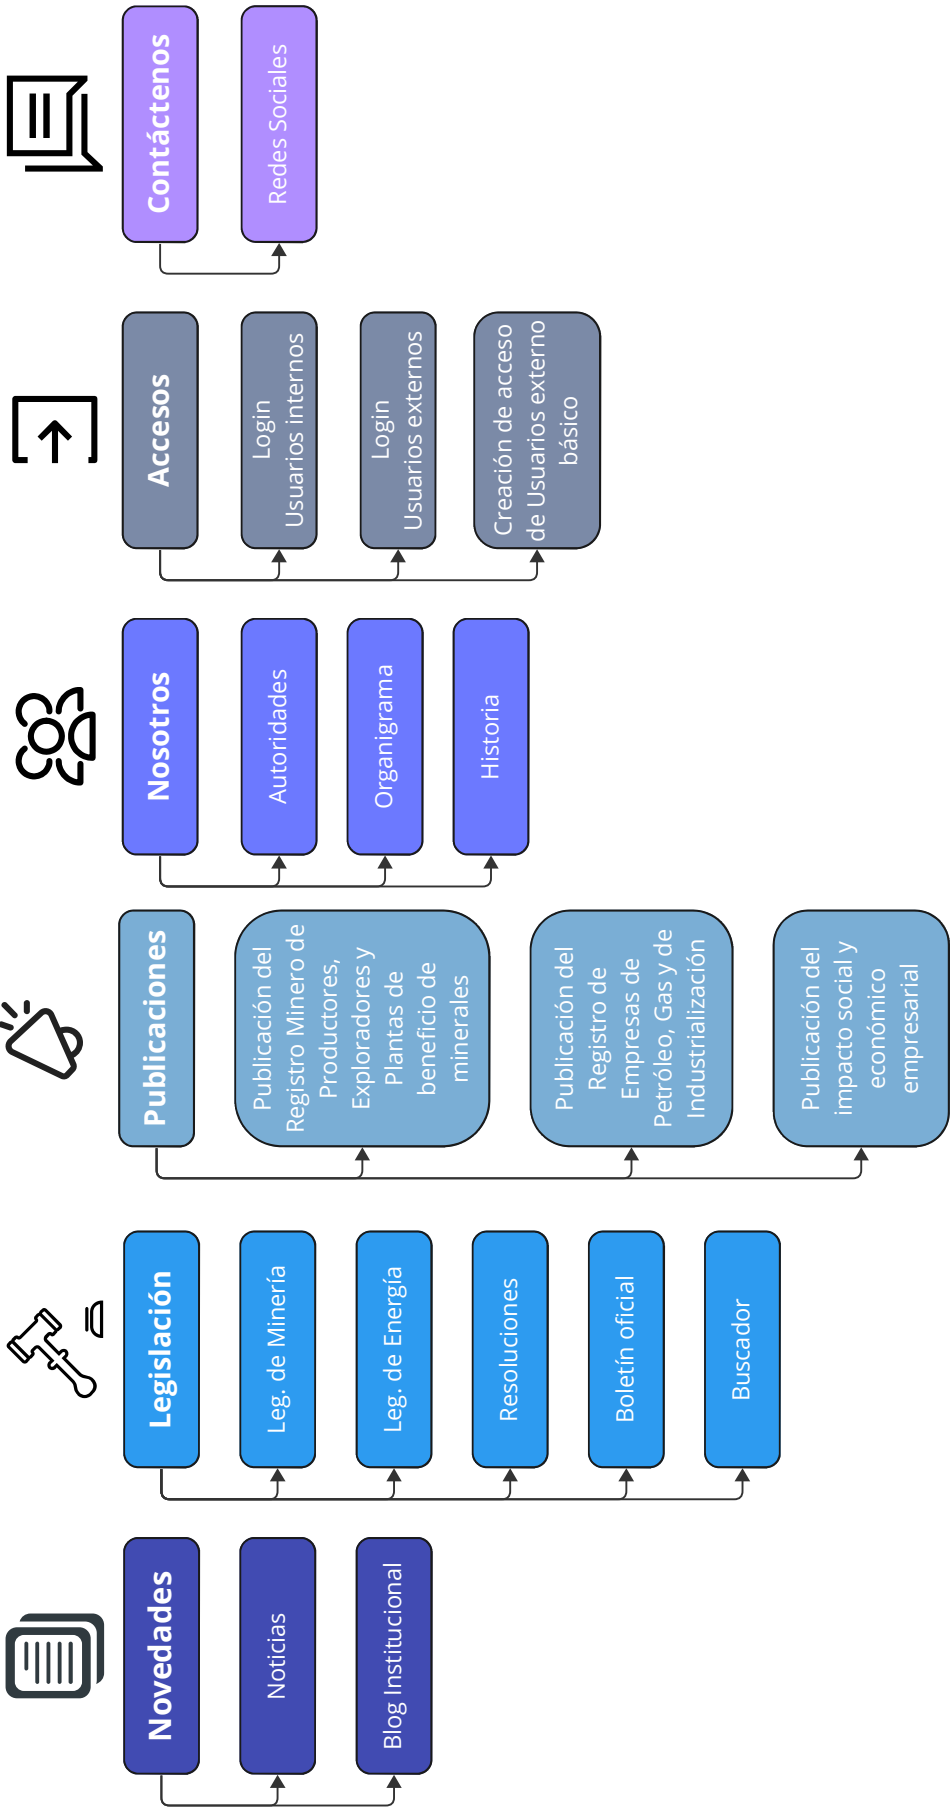 Novedades
Noticias
Blog Institucional
Legislación
Leg. de Minería
Leg. de Energía
Resoluciones
Boletín oficial
Buscador
Publicaciones
Publicación del
Registro Minero de
Productores,
Exploradores y
Plantas de
beneficio de
minerales
Publicación del
Registro de
Empresas de
Petróleo, Gas y de
Industrialización
Publicación del
impacto social y
económico
empresarial
Nosotros
Autoridades
Organigrama
Historia
Accesos
Login
Usuarios internos
Login
Usuarios externos
Creación de acceso
de Usuarios externo
básico
Contáctenos
Redes Sociales